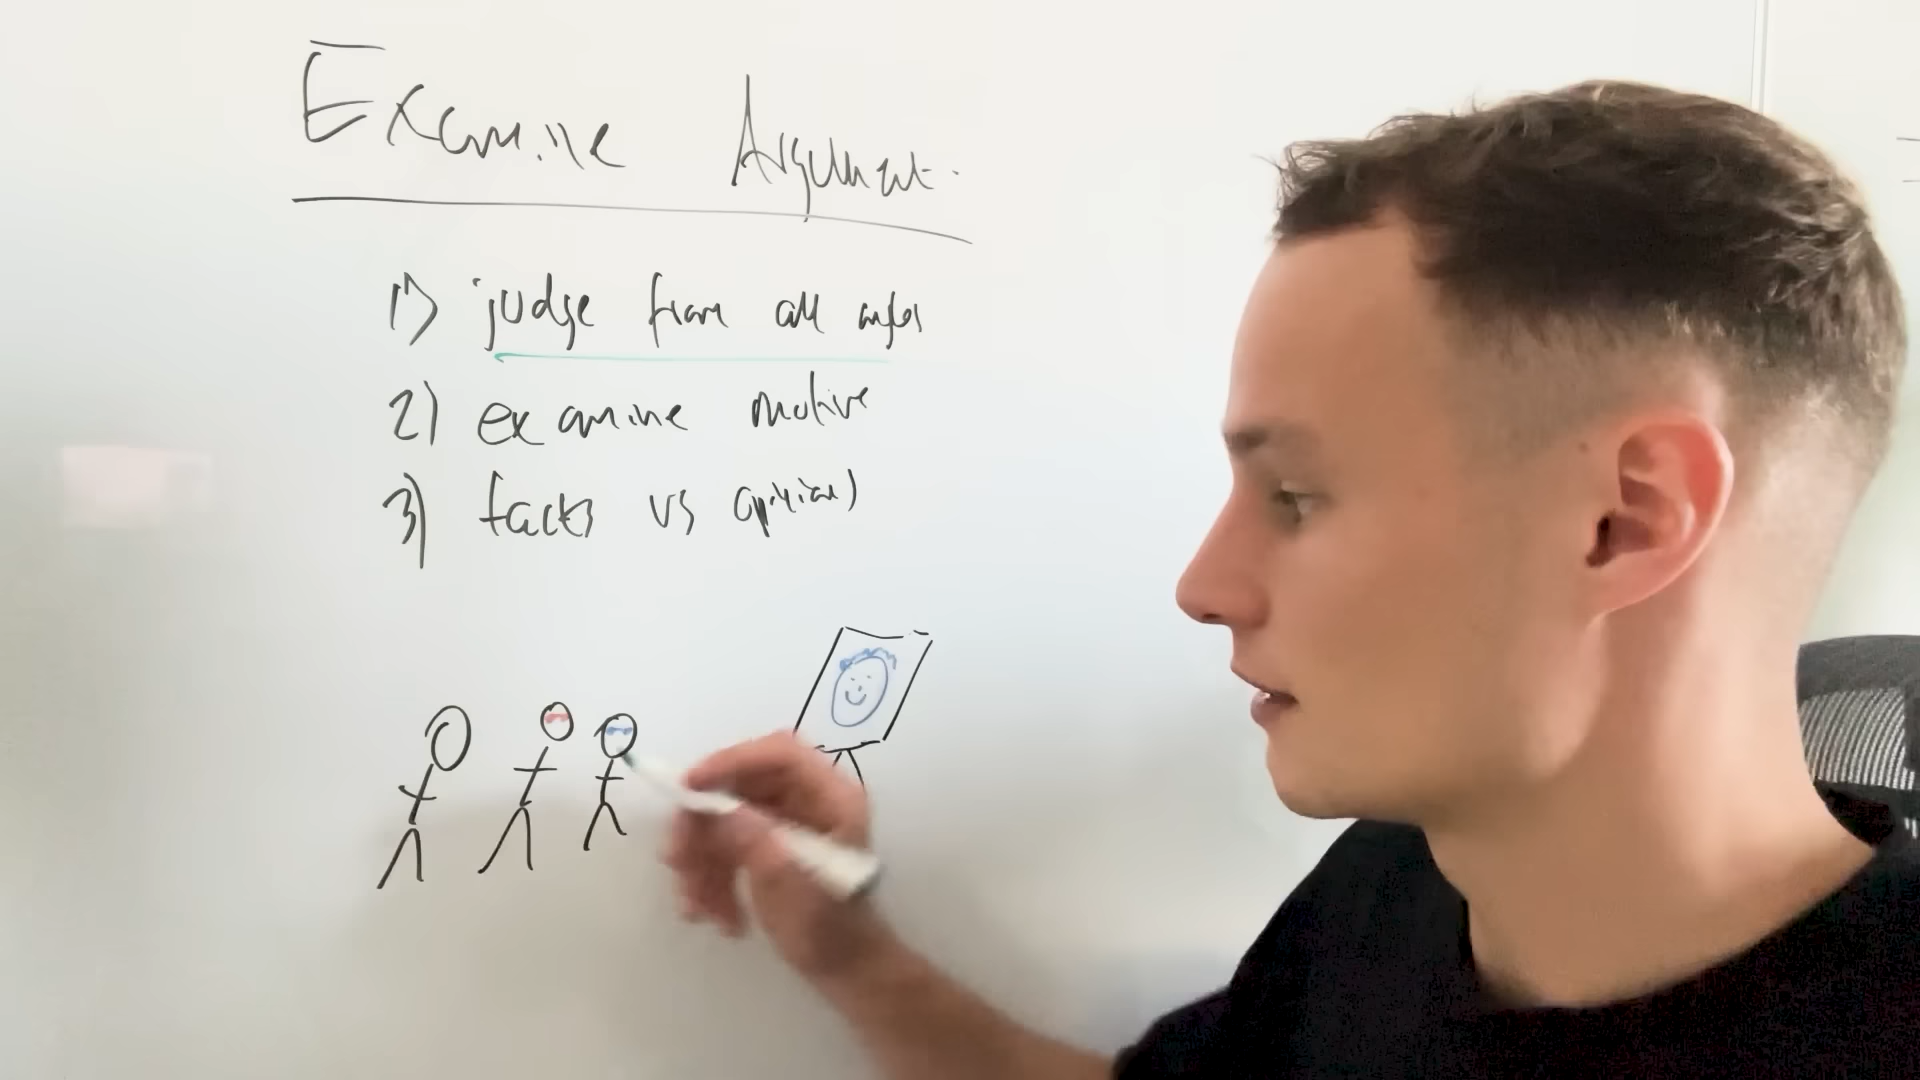 Examine Argument.
1) judge from all angles
2) examine motive
3) facts vs opinions